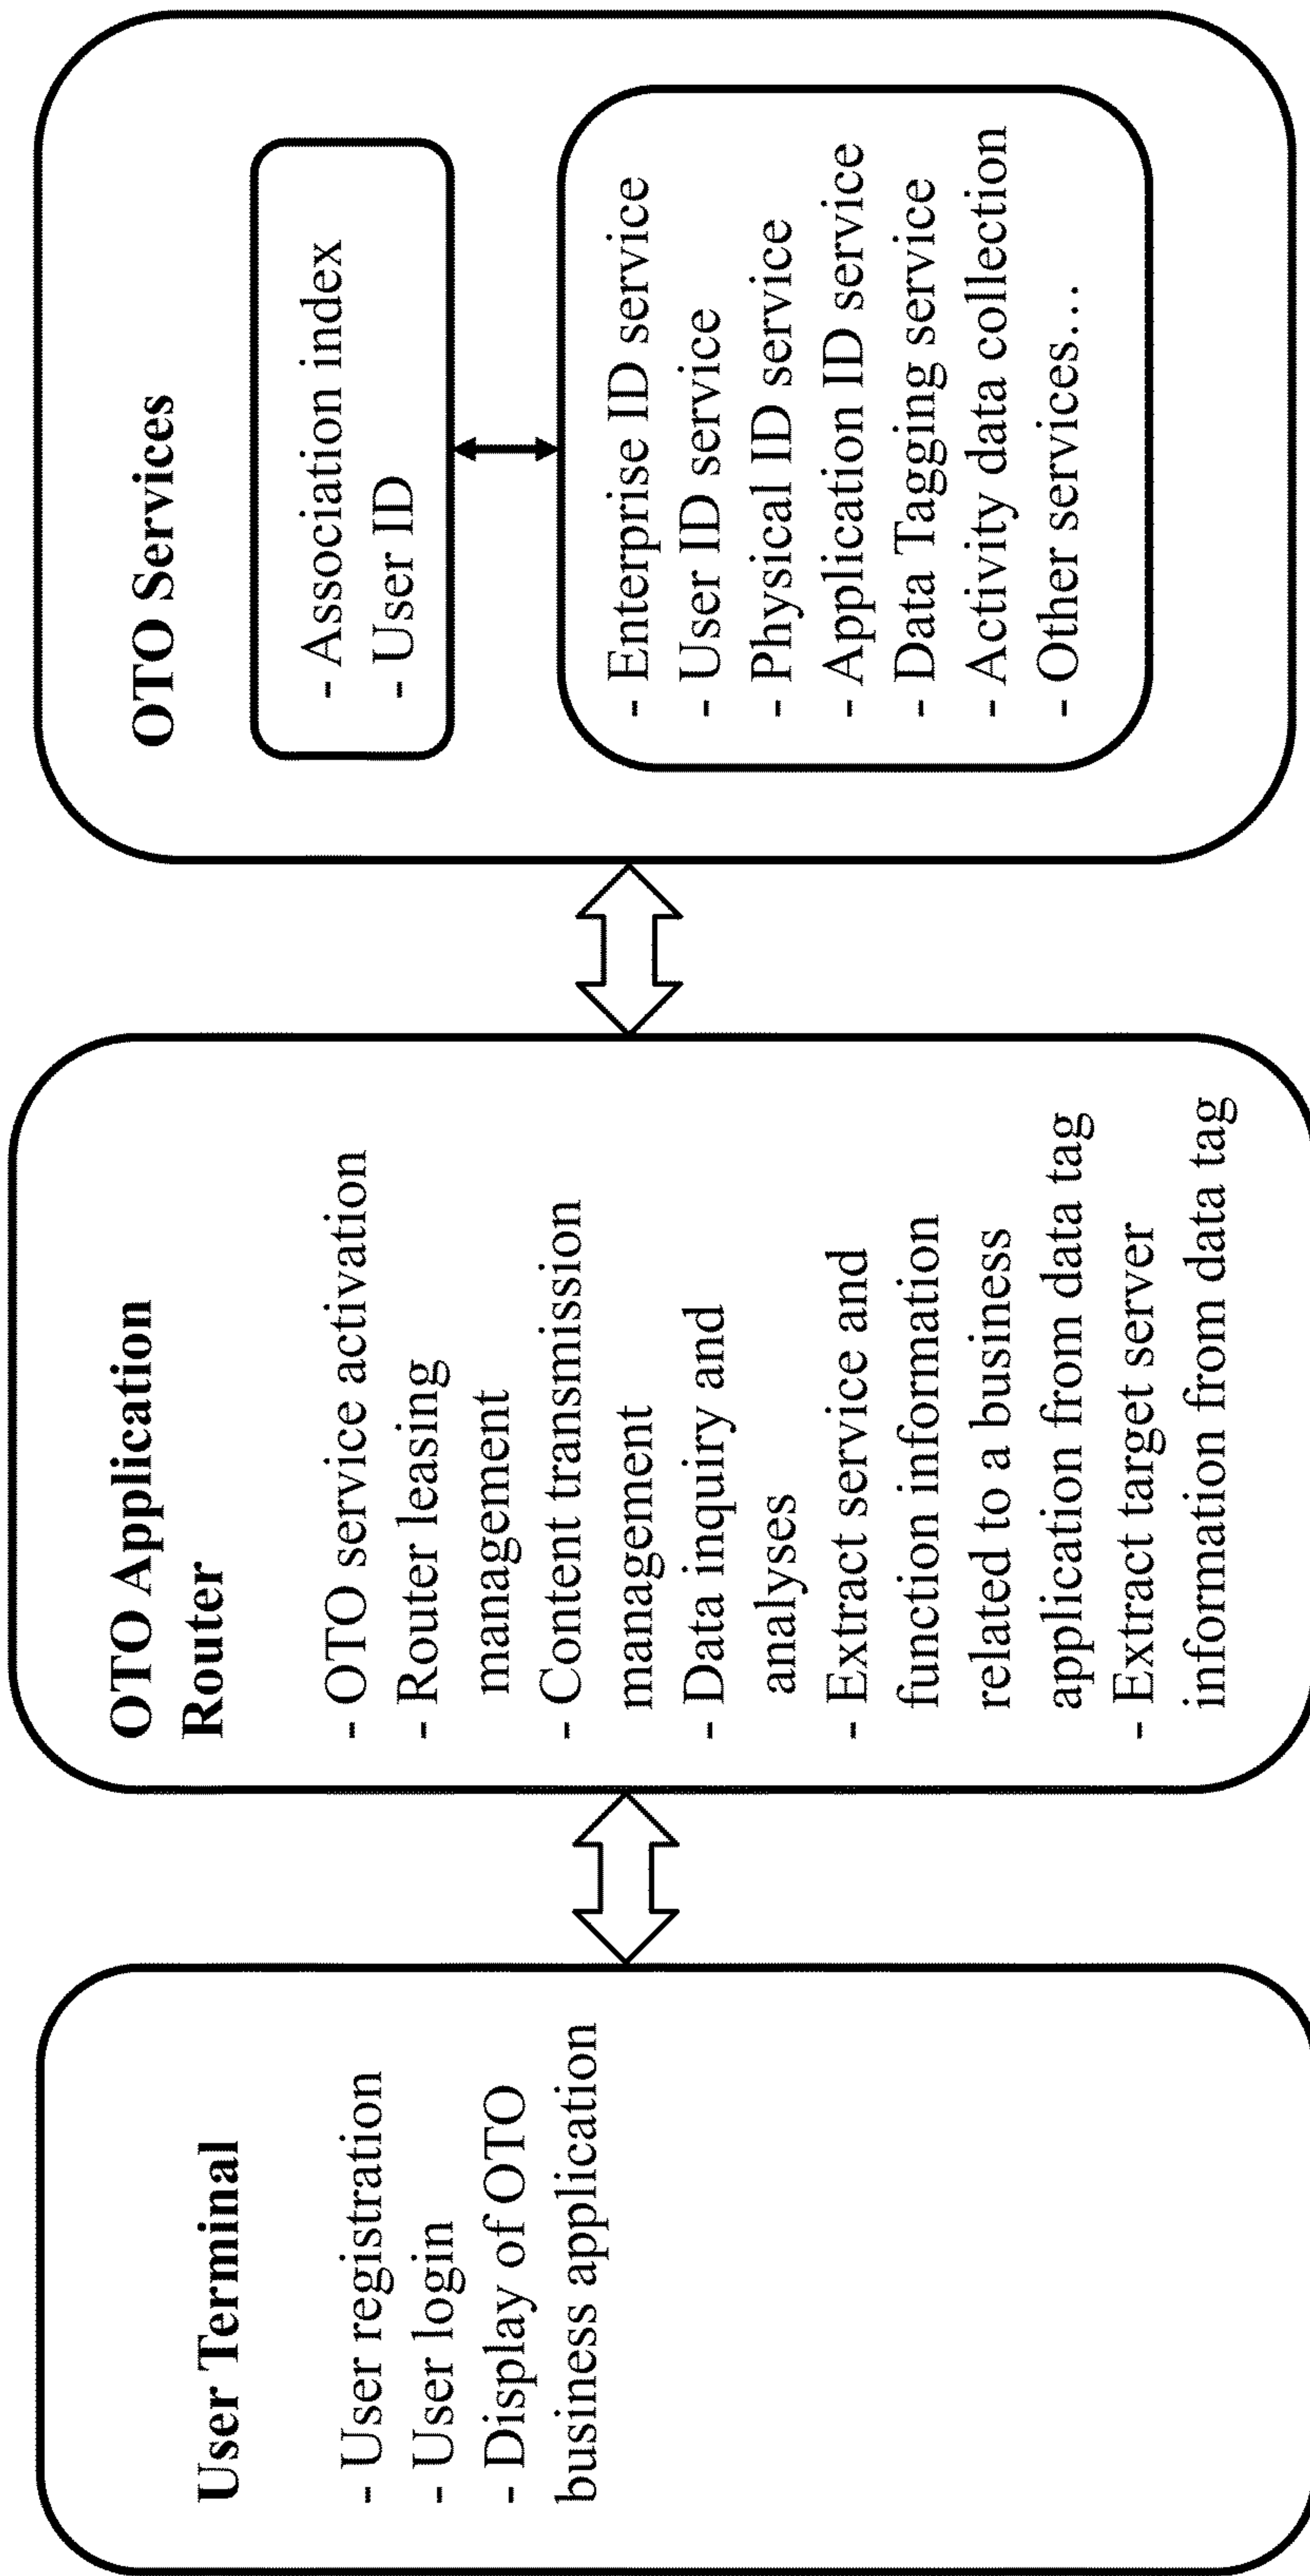 User Terminal
- User registration
- User login
- Display of OTO
business application
OTO Application
Router
- OTO service activation
- Router leasing
management
- Content transmission
management
- Data inquiry and
analyses
- Extract service and
function information
related to a business
application from data tag
- Extract target server
information from data tag
OTO Services
- Association index
- User ID
- Enterprise ID service
- User ID service
- Physical ID service
- Application ID service
- Data Tagging service
- Activity data collection
- Other services…